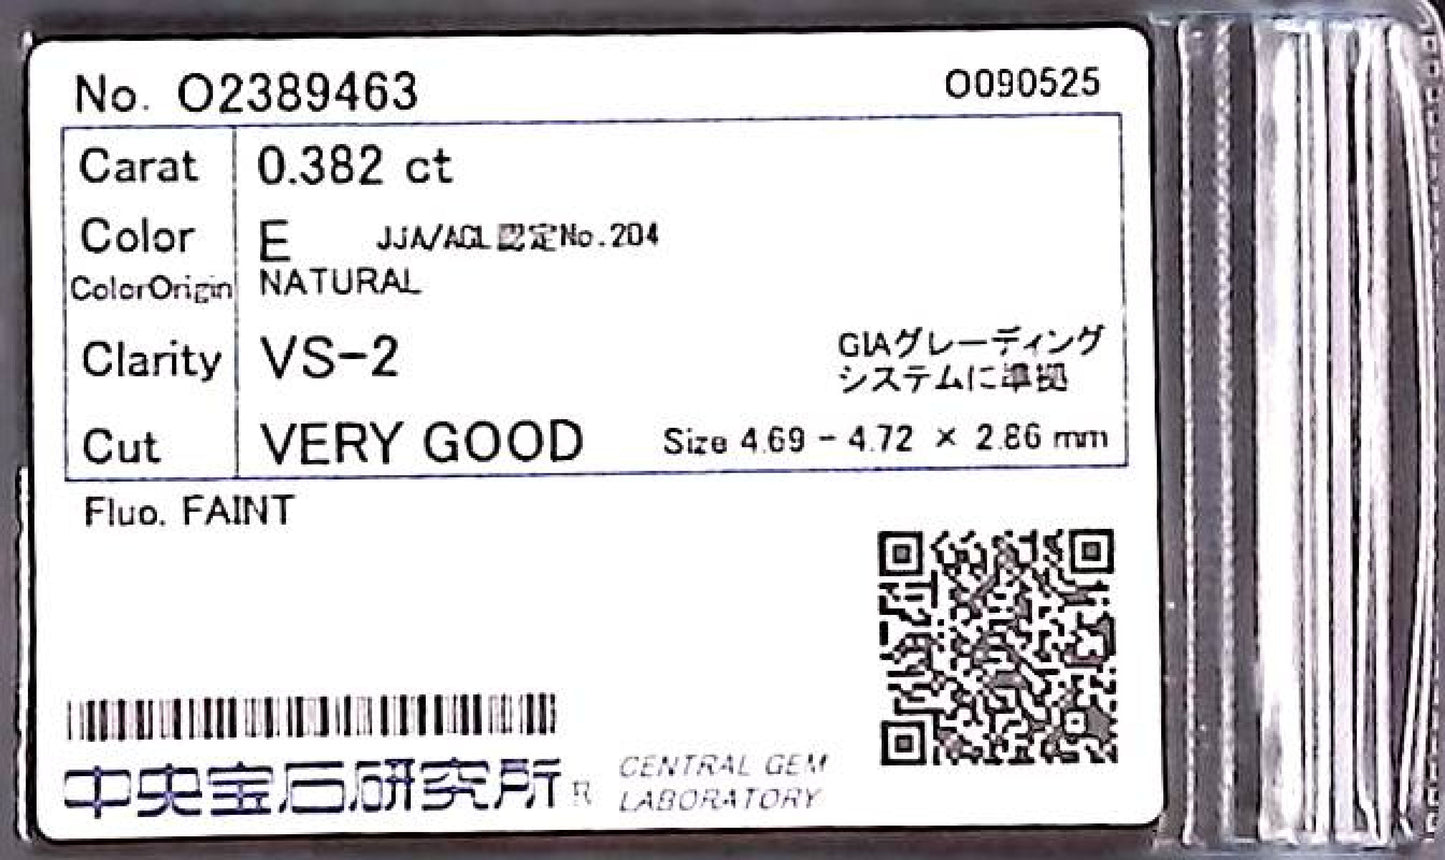 No. O2389463 O090525
Carat 0.382 ct
Color E JJA/AGL認定No.204
ColorOrigin NATURAL
Clarity VS-2 GIAグレーディング
システムに準拠
Cut VERY GOOD Size 4.69 - 4.72 × 2.86 mm
Fluo. FAINT
中央宝石研究所® CENTRAL GEM
LABORATORY